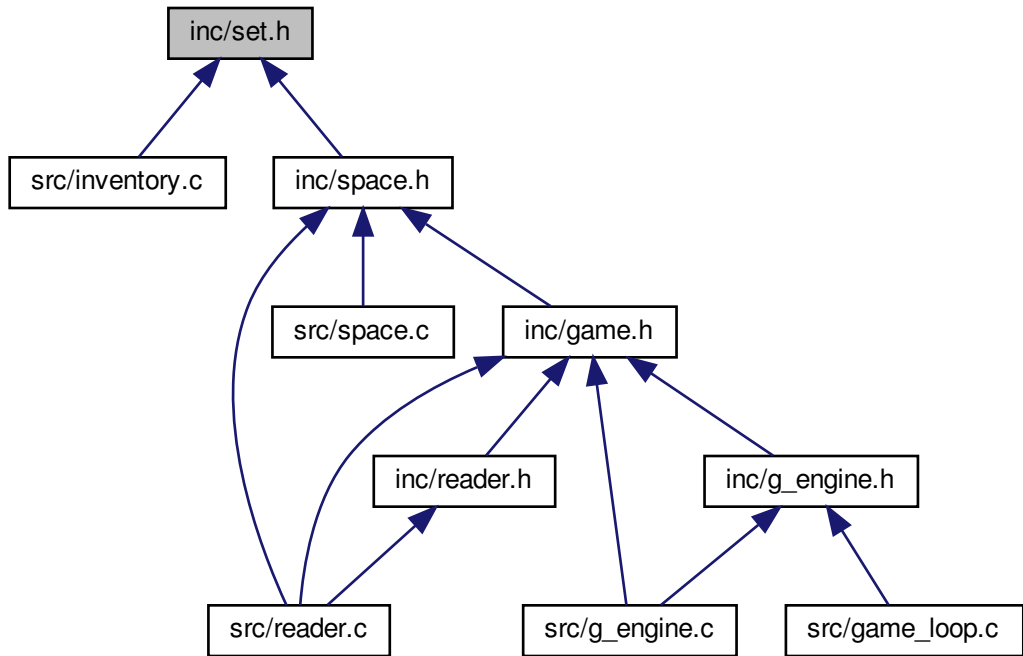 inc/set.h
src/inventory.c
inc/space.h
src/space.c
inc/game.h
inc/reader.h
inc/g_engine.h
src/reader.c
src/g_engine.c
src/game_loop.c